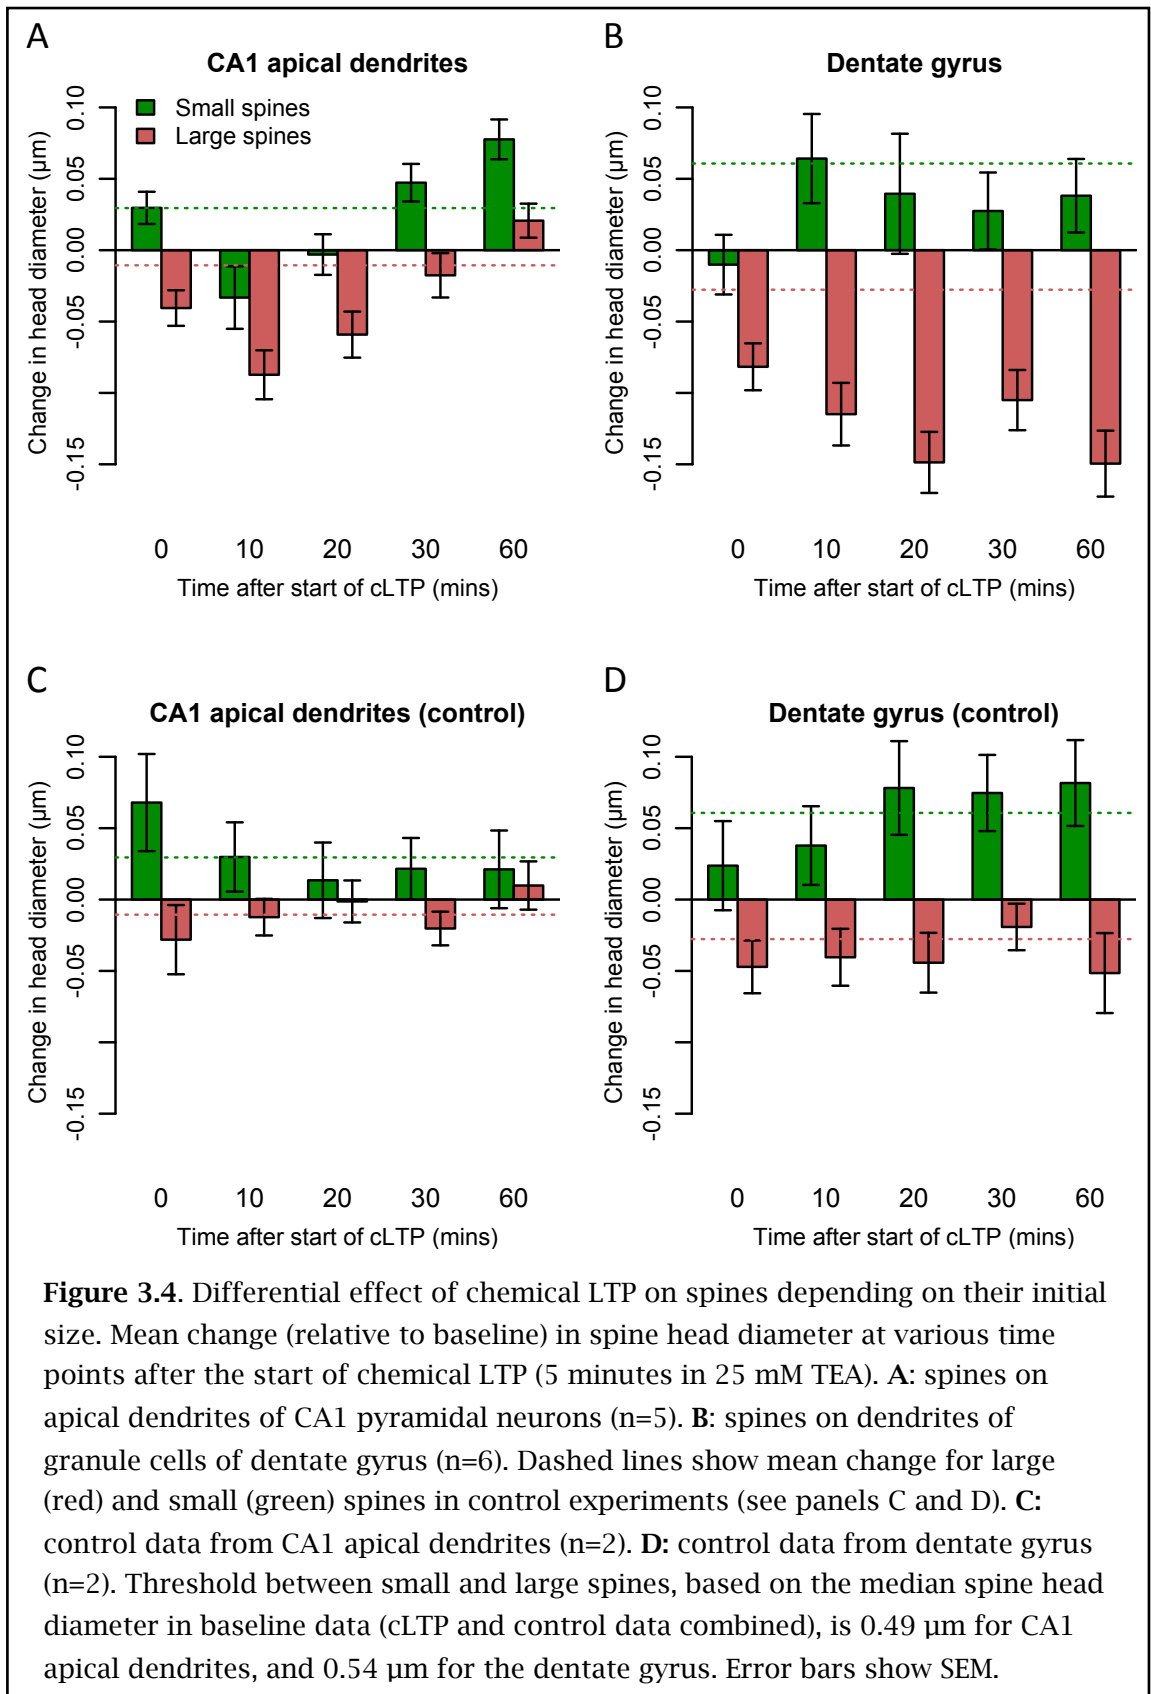 A
CA1 apical dendrites
Small spines
Large spines
Change in head diameter (µm)
0.10
0.05
0.00
-0.05
-0.15
0 10 20 30 60
Time after start of cLTP (mins)
B
Dentate gyrus
Change in head diameter (µm)
0.10
0.05
0.00
-0.05
-0.15
0 10 20 30 60
Time after start of cLTP (mins)
C
CA1 apical dendrites (control)
Change in head diameter (µm)
0.10
0.05
0.00
-0.05
-0.15
0 10 20 30 60
Time after start of cLTP (mins)
D
Dentate gyrus (control)
Change in head diameter (µm)
0.10
0.05
0.00
-0.05
-0.15
0 10 20 30 60
Time after start of cLTP (mins)
Figure 3.4. Differential effect of chemical LTP on spines depending on their initial
size. Mean change (relative to baseline) in spine head diameter at various time
points after the start of chemical LTP (5 minutes in 25 mM TEA). A: spines on
apical dendrites of CA1 pyramidal neurons (n=5). B: spines on dendrites of
granule cells of dentate gyrus (n=6). Dashed lines show mean change for large
(red) and small (green) spines in control experiments (see panels C and D). C:
control data from CA1 apical dendrites (n=2). D: control data from dentate gyrus
(n=2). Threshold between small and large spines, based on the median spine head
diameter in baseline data (cLTP and control data combined), is 0.49 µm for CA1
apical dendrites, and 0.54 µm for the dentate gyrus. Error bars show SEM.